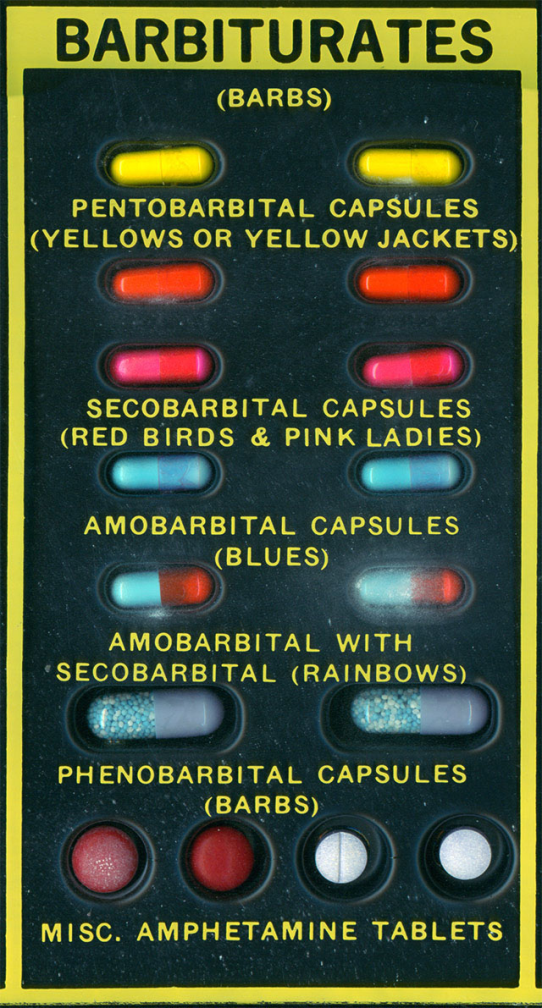 BARBITURATES
(BARBS)
PENTOBARBITAL CAPSULES
(YELLOWS OR YELLOW JACKETS)
SECOBARBITAL CAPSULES
(RED BIRDS & PINK LADIES)
AMOBARBITAL CAPSULES
(BLUES)
AMOBARBITAL WITH
SECOBARBITAL (RAINBOWS)
PHENOBARBITAL CAPSULES
(BARBS)
MISC. AMPHETAMINE TABLETS